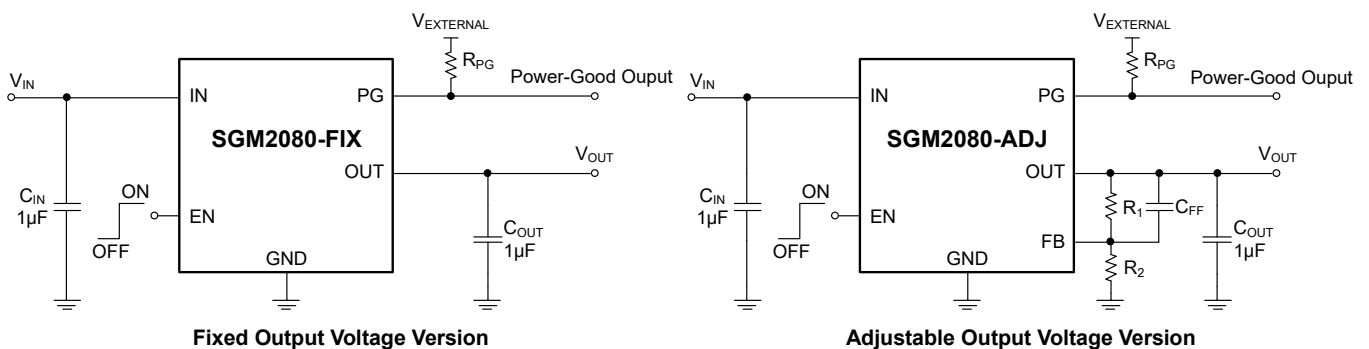 VEXTERNAL
RPG
VIN
IN
PG
Power-Good Ouput
SGM2080-FIX
OUT
VOUT
CIN
1µF
ON
OFF
EN
COUT
1µF
GND
Fixed Output Voltage Version
VEXTERNAL
RPG
VIN
IN
PG
Power-Good Ouput
SGM2080-ADJ
OUT
VOUT
CIN
1µF
ON
OFF
EN
R1
CFF
FB
COUT
1µF
R2
GND
Adjustable Output Voltage Version